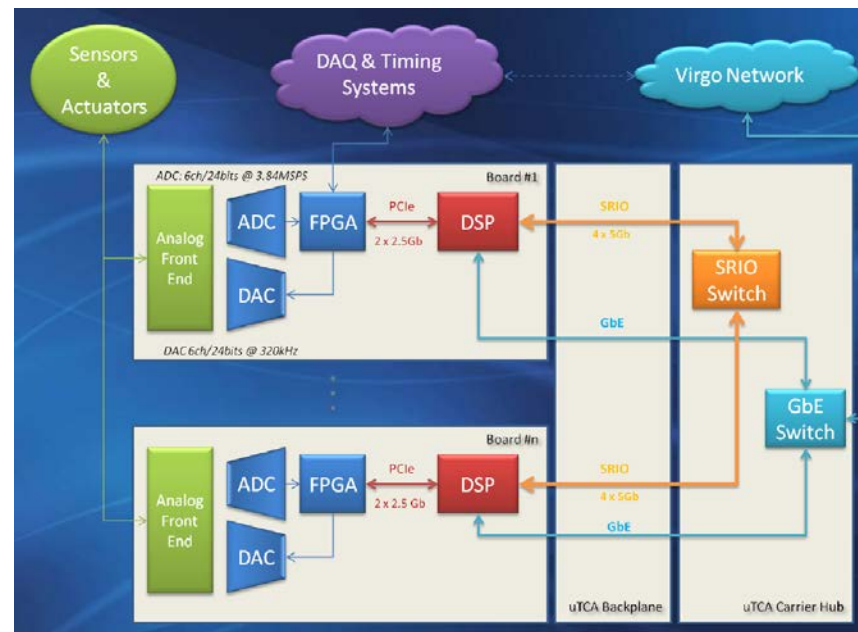 Sensors
&
Actuators
DAQ & Timing
Systems
Virgo Network
ADC: 6ch/24bits @ 3.84MSPS
Board #1
Analog
Front
End
ADC
DAC
FPGA
PCIe
2 x 2.5Gb
DSP
SRIO
4 x 5Gb
SRIO
Switch
GbE
DAC 6ch/24bits @ 320kHz
GbE
Switch
Board #n
Analog
Front
End
ADC
DAC
FPGA
PCIe
2 x 2.5 Gb
DSP
SRIO
4 x 5Gb
GbE
uTCA Backplane
uTCA Carrier Hub